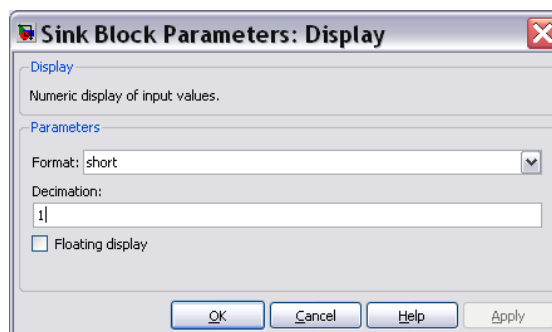 Sink Block Parameters: Display
Display
Numeric display of input values.
Parameters
Format: short
Decimation:
1
Floating display
OK Cancel Help Apply